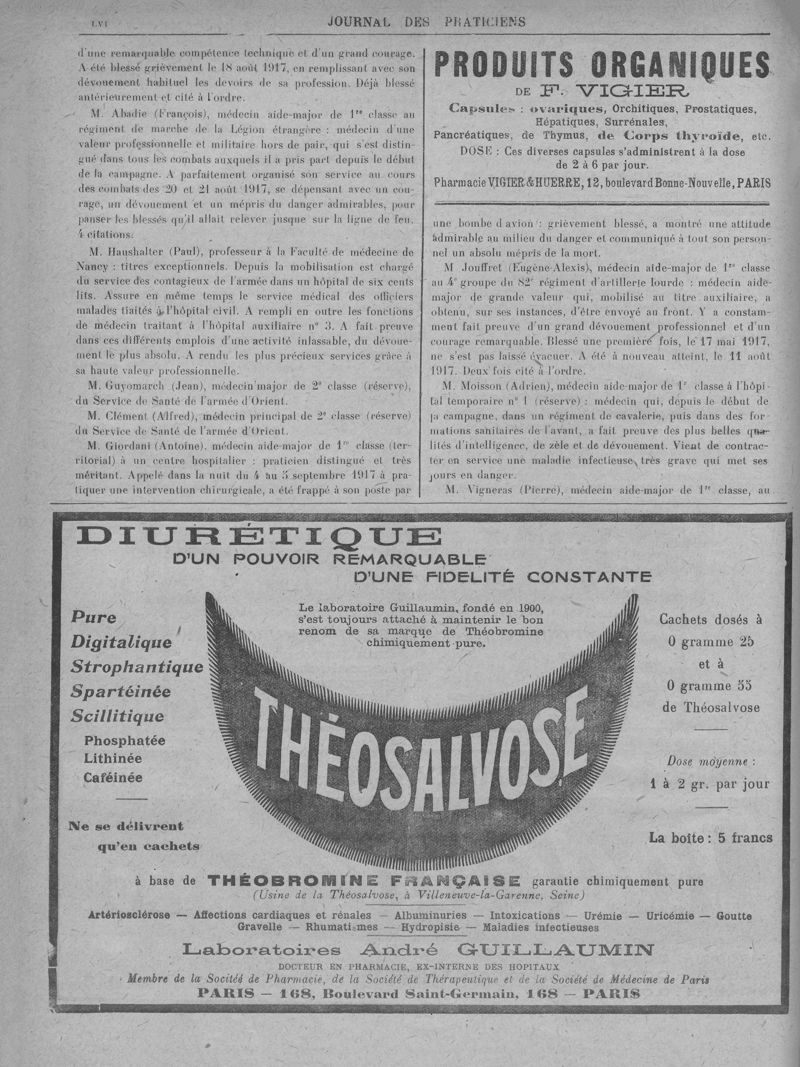 LVI
JOURNAL DES PRATICIENS
d'une remarquable compétence technique et d'un grand courage.
A été blessé grièvement le 18 août 1917, en remplissant avec son
dévouement habituel les devoirs de sa profession. Déjà blessé
antérieurement et cité à l'ordre.
M. Abadie (François), médecin aide-major de 1re classe au
régiment de marche de la Légion étrangère : médecin d'une
valeur professionnelle et militaire hors de pair, qui s'est distin-
gué dans tous les combats auxquels il a pris part depuis le début
de la campagne. A parfaitement organisé son service au cours
des combats des 20 et 21 août 1917, se dépensant avec un cou-
rage, un dévouement et un mépris du danger admirables, pour
panser les blessés qu'il allait relever jusque sur la ligne de feu.
4 citations.
M. Haushalter (Paul), professeur à la Faculté de médecine de
Nancy : titres exceptionnels. Depuis la mobilisation est chargé
du service des contagieux de l'armée dans un hôpital de six cents
lits. Assure en même temps le service médical des officiers
malades tiaités à l'hôpital civil. A rempli en outre les fonctions
de médecin traitant à l'hôpital auxiliaire n° 3. A fait preuve
dans ces différents emplois d'une activité inlassable, du dévoue-
ment le plus absolu. A rendu les plus précieux services grâce à
sa haute valeur professionnelle.
M. Guyomarch (Jean), médecin major de 2e classe (réserve),
du Service de Santé de l'armée d'Orient.
M. Clément (Alfred), médecin principal de 2e classe (réserve)
du Service de Santé de l'armée d'Orient.
M. Giordani (Antoine). médecin aide-major de 1re classe (ter-
ritorial) à un centre hospitalier : praticien distingué et très
méritant. Appelé dans la nuit du 4 au 5 septembre 1917 à pra-
tiquer une intervention chirurgicale, a été frappé à son poste par
PRODUITS ORGANIQUES
DE F. VIGIER
Capsules : ovariques, Orchitiques, Prostatiques,
Hépatiques, Surrénales,
Pancréatiques, de Thymus, de Corps thyroïde, etc.
DOSE : Ces diverses capsules s'administrent à la dose
de 2 à 6 par jour.
Pharmacie VIGIER & HUERRE, 12, boulevard Bonne-Nouvelle, PARIS
une bombe d'avion : grièvement blessé, a montré une attitude
admirable au milieu du danger et communiqué à tout son person-
nel un absolu mépris de la mort.
M Jouffret (Eugène-Alexis), médecin aide-major de 1re classe
au 4e groupe du 82e régiment d'artillerie lourde : médecin aide-
major de grande valeur qui, mobilisé au titre auxiliaire, a
obtenu, sur ses instances, d'être envoyé au front. Y a constam-
ment fait preuve d'un grand dévouement professionnel et d'un
courage remarquable. Blessé une première fois, le 17 mai 1917,
ne s'est pas laissé évacuer. A été à nouveau atteint, le 11 août
1917. Deux fois cité à l'ordre.
M. Moisson (Adrien), médecin aide-major de 1re classe à l'hôpi-
tal temporaire n° 1 (réserve) : médecin qui, depuis le début de
la campagne, dans un régiment de cavalerie, puis dans des for-
mations sanitaires de l'avant, a fait preuve des plus belles qua-
lités d'intelligence, de zèle et de dévouement. Vient de contrac-
ter en service une maladie infectieuse très grave qui met ses
jours en danger.
M. Vigneras (Pierre), médecin aide-major de 1re classe, au
DIURÉTIQUE
D'UN POUVOIR REMARQUABLE
D'UNE FIDELITÉ CONSTANTE
Le laboratoire Guillaumin, fondé en 1900,
s'est toujours attaché à maintenir le bon
renom de sa marque de Théobromine
chimiquement pure.
Pure
Digitalique
Strophantique
Spartéinée
Scillitique
Phosphatée
Lithinée
Caféinée
Ne se délivrent
qu'en cachets
THÉOSALVOSE
Cachets dosés à
0 gramme 25
et à
0 gramme 55
de Théosalvose
Dose moyenne :
1 à 2 gr. par jour
La boîte : 5 francs
à base de THÉOBROMINE FRANÇAISE garantie chimiquement pure
(Usine de la Théosalvose, à Villeneuve-la-Garenne, Seine)
Artériosclérose — Affections cardiaques et rénales — Albuminuries — Intoxications — Urémie — Uricémie — Goutte
Gravelle — Rhumatismes — Hydropisie — Maladies infectieuses
Laboratoires André GUILLAUMIN
DOCTEUR EN PHARMACIE, EX-INTERNE DES HOPITAUX
Membre de la Socitéé de Pharmacie, de la Société de Thérapeutique et de la Société de Médecine de Paris
PARIS — 168, Boulevard Saint-Germain, 168 — PARIS